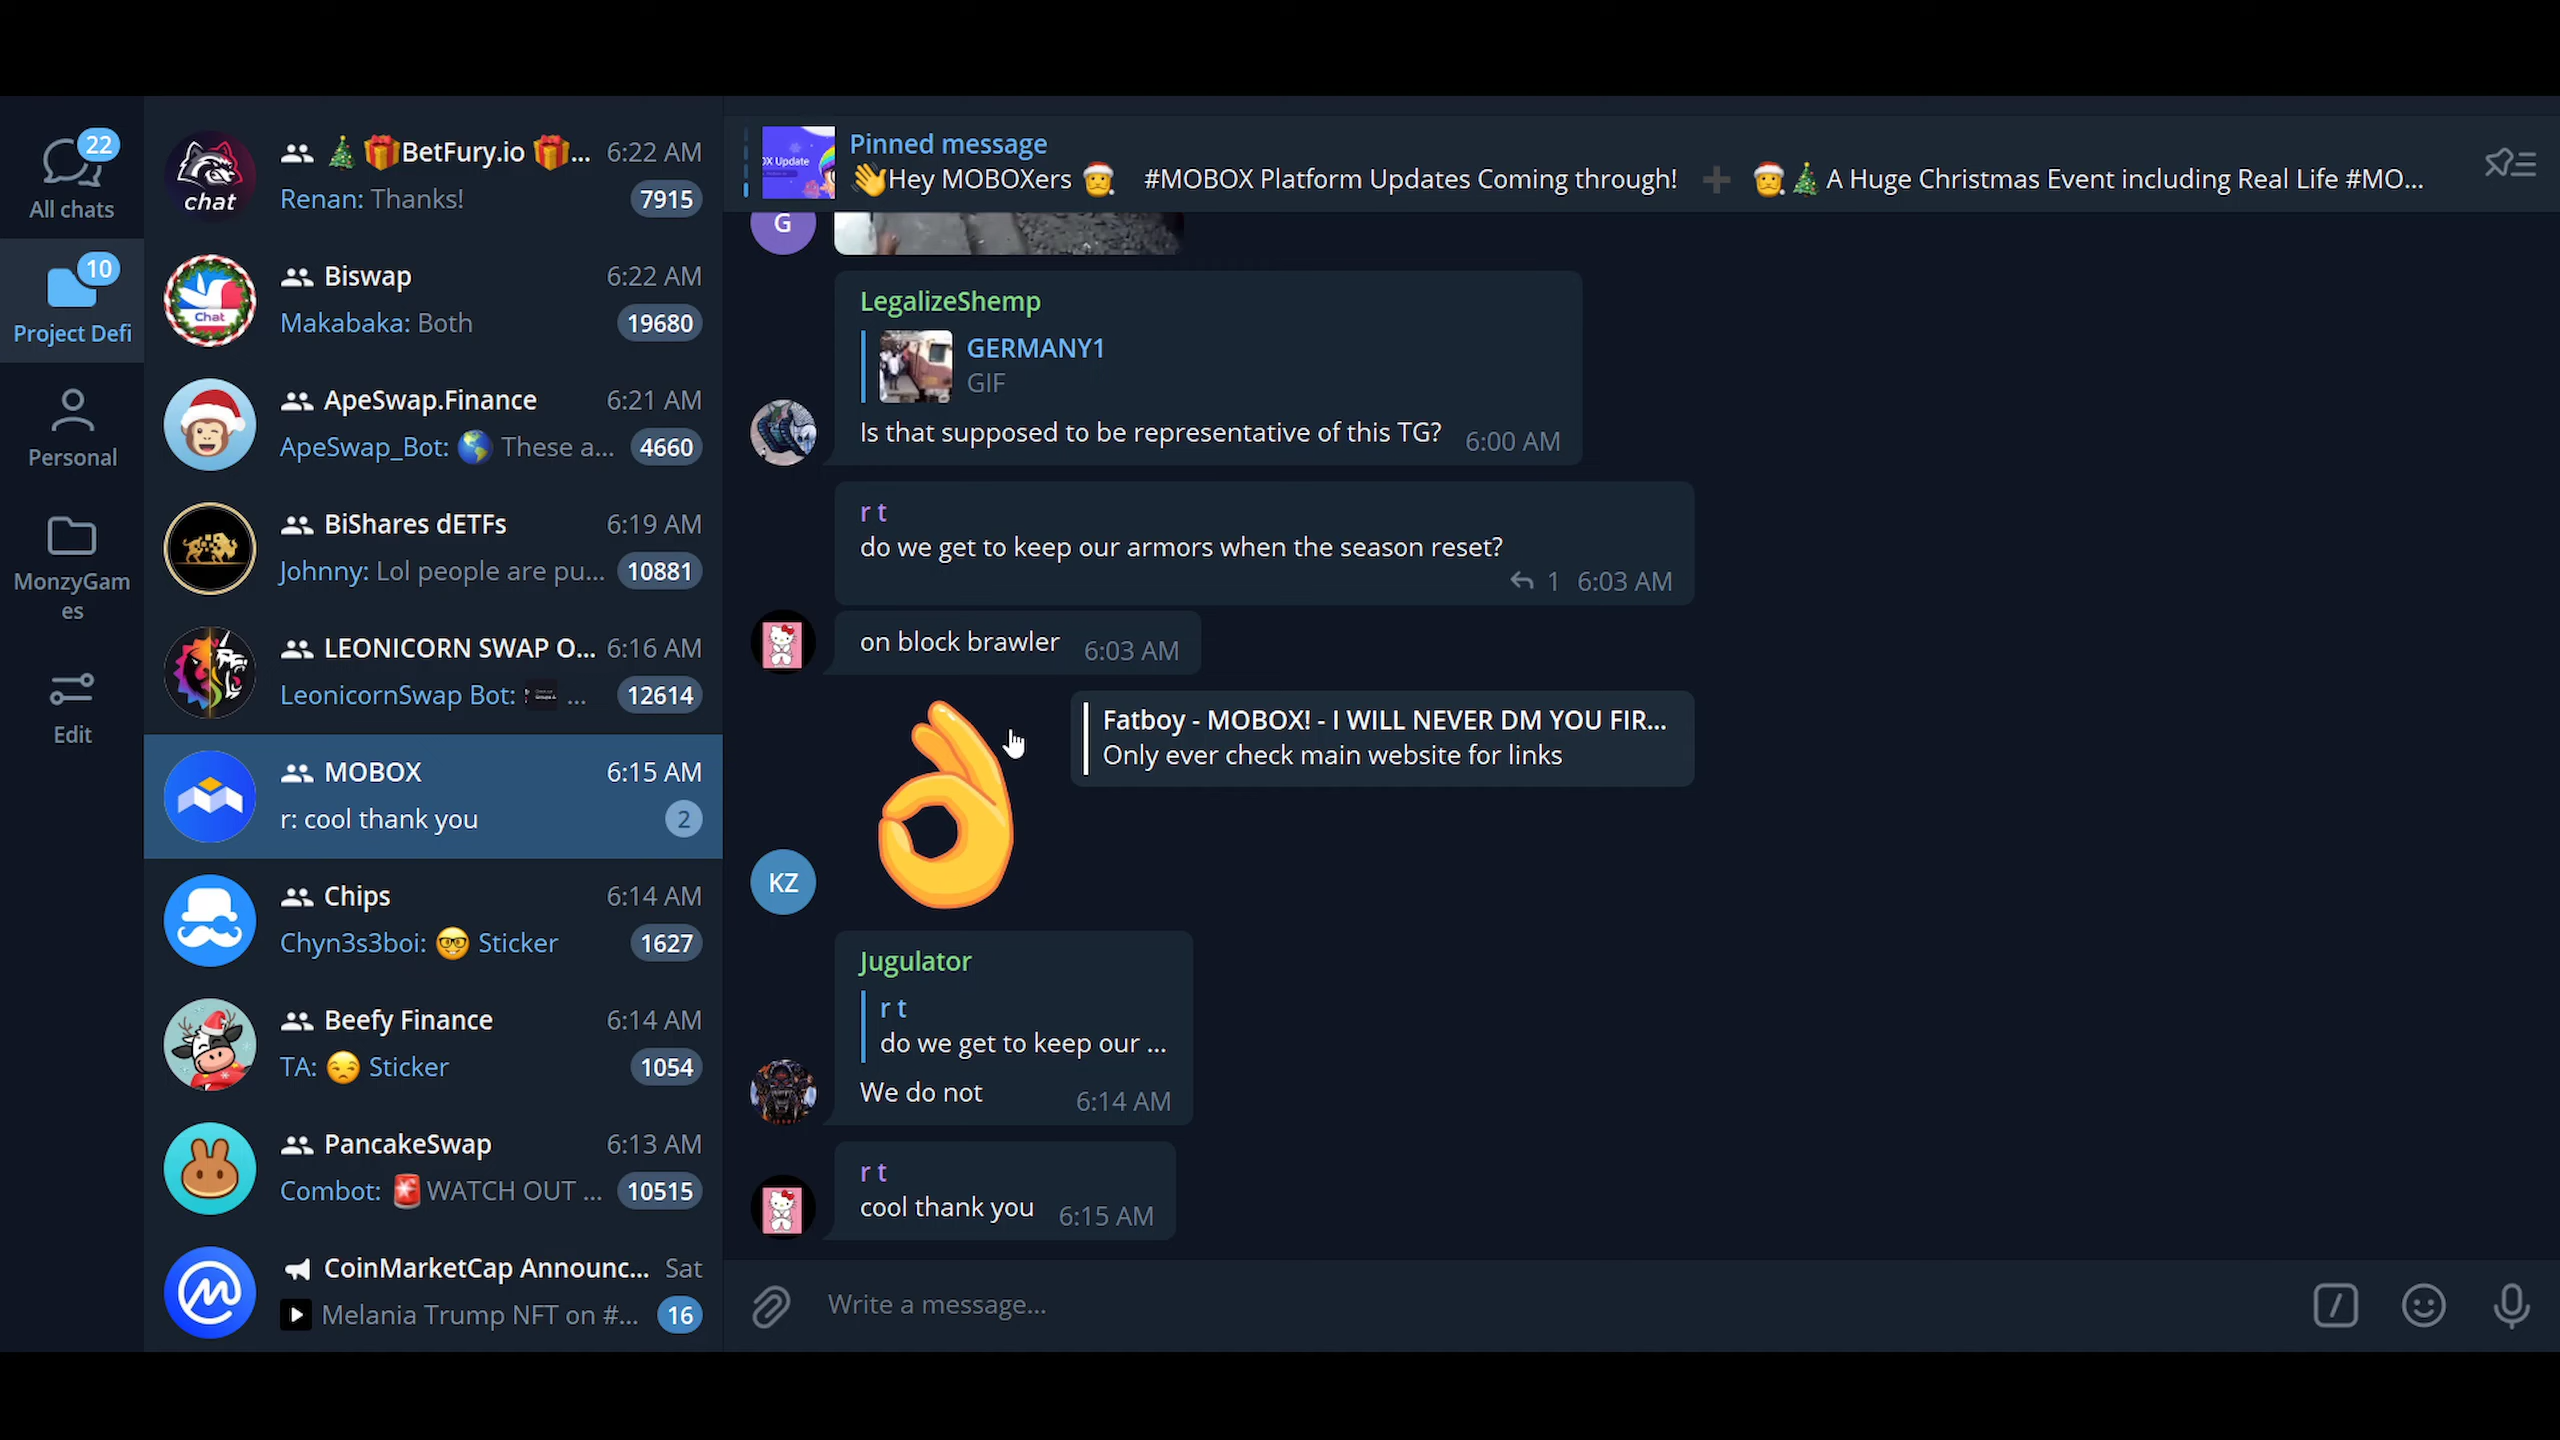 22
All chats
10
Project Defi
Personal
MonzyGam
es
Edit
chat
🎄 🎁BetFury.io 🎁... 6:22 AM
Renan: Thanks! 7915
Chat
Biswap 6:22 AM
Makabaka: Both 19680
ApeSwap.Finance 6:21 AM
ApeSwap_Bot: 🌎 These a... 4660
BiShares dETFs 6:19 AM
Johnny: Lol people are pu... 10881
LEONICORN SWAP O... 6:16 AM
LeonicornSwap Bot: ... 12614
MOBOX 6:15 AM
r: cool thank you 2
Chips 6:14 AM
Chyn3s3boi: 🤓 Sticker 1627
Beefy Finance 6:14 AM
TA: 😒 Sticker 1054
PancakeSwap 6:13 AM
Combot: 🚨WATCH OUT ... 10515
CoinMarketCap Announc... Sat
Melania Trump NFT on #... 16
OX Update
Pinned message
👋Hey MOBOXers 🎅 #MOBOX Platform Updates Coming through! ➕ 🎅🎄A Huge Christmas Event including Real Life #MO...
G
LegalizeShemp
GERMANY1
GIF
Is that supposed to be representative of this TG? 6:00 AM
r t
do we get to keep our armors when the season reset?
1 6:03 AM
on block brawler 6:03 AM
Fatboy - MOBOX! - I WILL NEVER DM YOU FIR...
Only ever check main website for links
👌
KZ
Jugulator
r t
do we get to keep our ...
We do not 6:14 AM
r t
cool thank you 6:15 AM
Write a message...